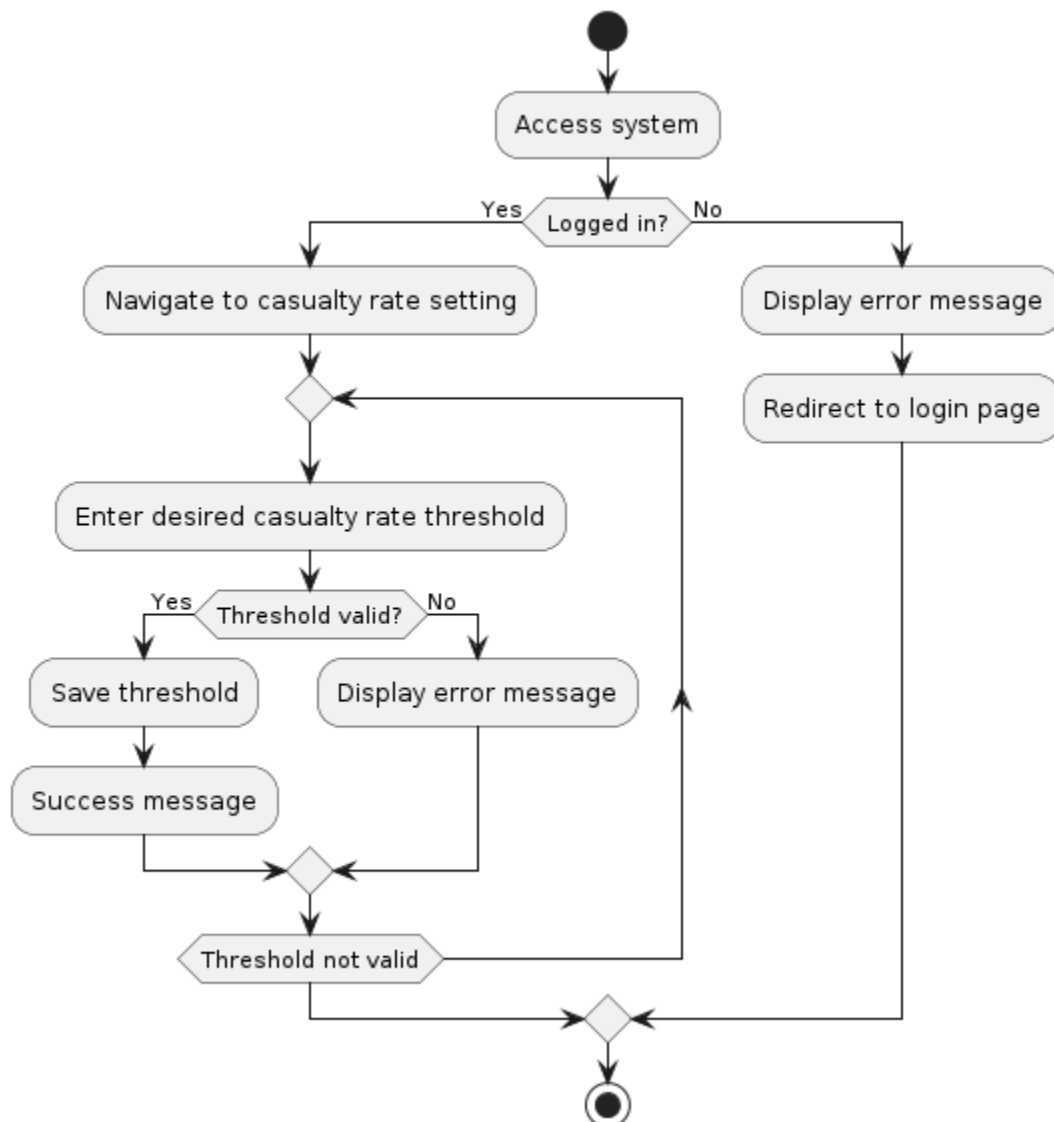 Access system
Yes
Logged in?
No
Navigate to casualty rate setting
Display error message
Redirect to login page
Enter desired casualty rate threshold
Yes
Threshold valid?
No
Save threshold
Display error message
Success message
Threshold not valid